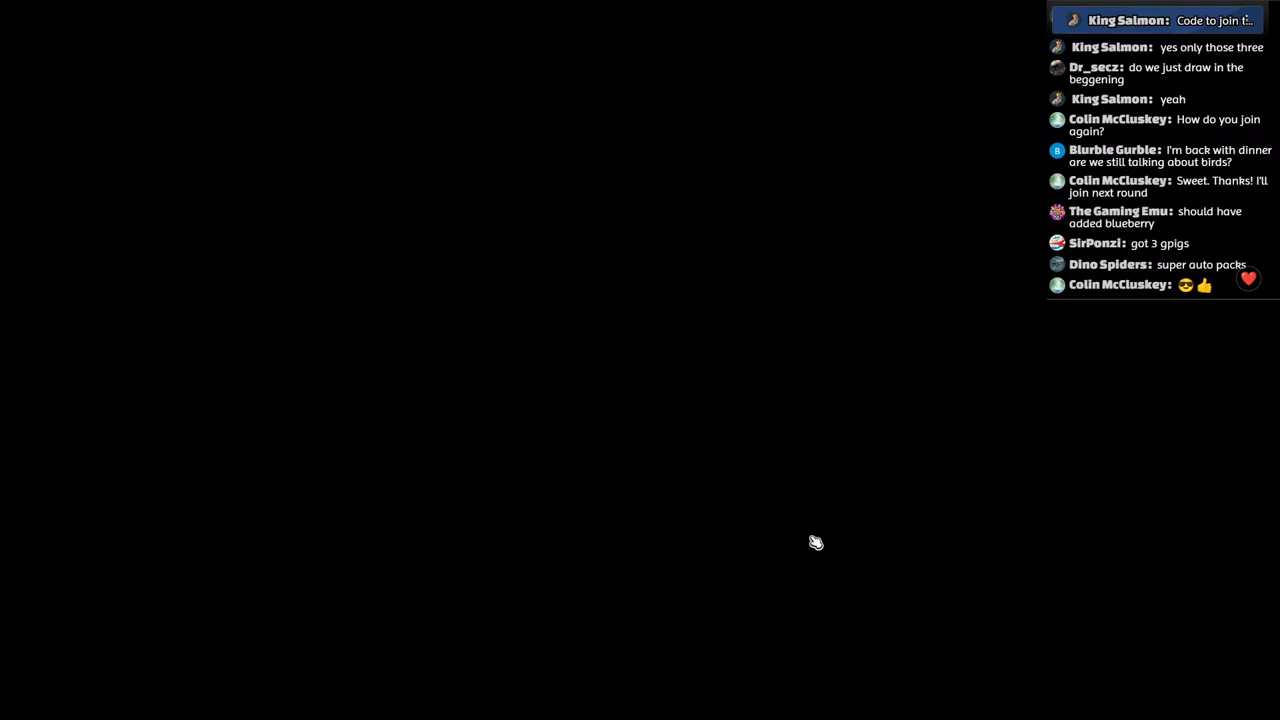 King Salmon: Code to join t...
King Salmon: yes only those three
Dr_secz: do we just draw in the
beggening
King Salmon: yeah
Colin McCluskey: How do you join
again?
B Blurble Gurble: I'm back with dinner
are we still talking about birds?
Colin McCluskey: Sweet. Thanks! I'll
join next round
The Gaming Emu: should have
added blueberry
SirPonzi: got 3 gpigs
Dino Spiders: super auto packs
Colin McCluskey: 😎👍